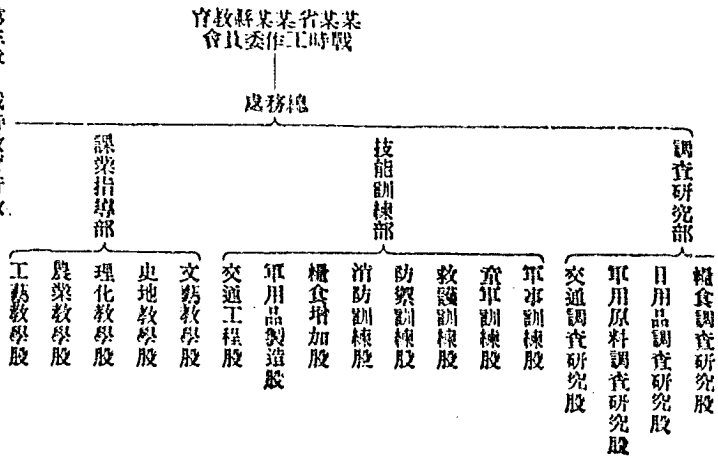 某某省某某縣教育
戰時工作委員會
總務處
調查研究部
糧食調查研究股
日用品調查研究股
軍用原料調查研究股
交通調查研究股
技能訓練部
軍事訓練股
童軍訓練股
救護訓練股
防禦訓練股
消防訓練股
糧食增加股
軍用品製造股
交通工程股
課業指導部
文藝教學股
史地教學股
理化教學股
農業教學股
工藝教學股